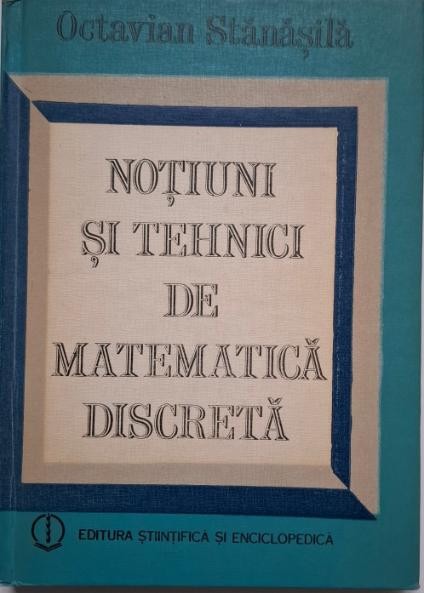 Octavian Stănășilă
NOȚIUNI
ȘI TEHNICI
DE
MATEMATICĂ
DISCRETĂ
EDITURA ȘTIINȚIFICĂ ȘI ENCICLOPEDICĂ